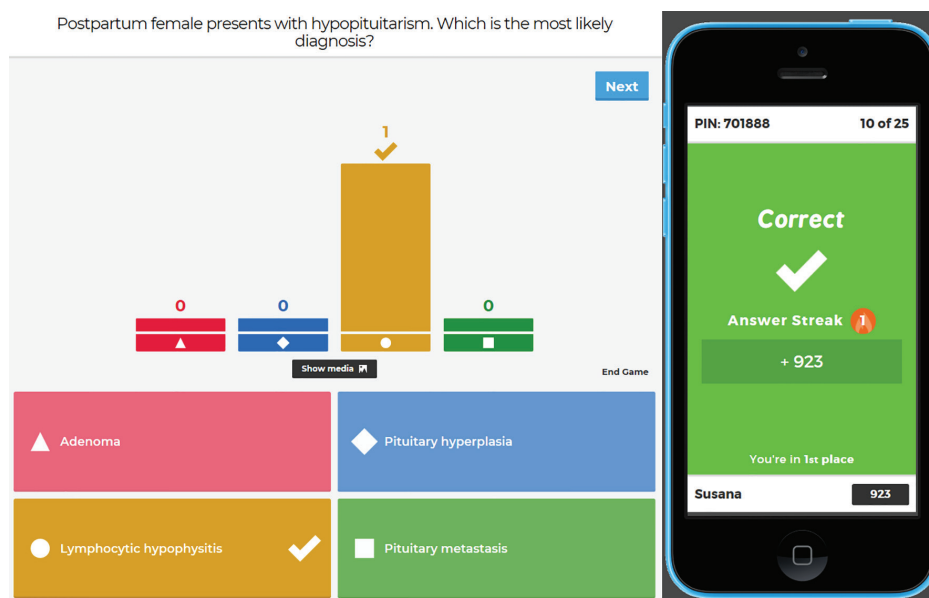 Postpartum female presents with hypopituitarism. Which is the most likely
diagnosis?
Next
1
0
0
0
Show media
End Game
Adenoma
Pituitary hyperplasia
Lymphocytic hypophysitis
Pituitary metastasis
PIN: 701888
10 of 25
Correct
Answer Streak 1
+ 923
You're in 1st place
Susana
923